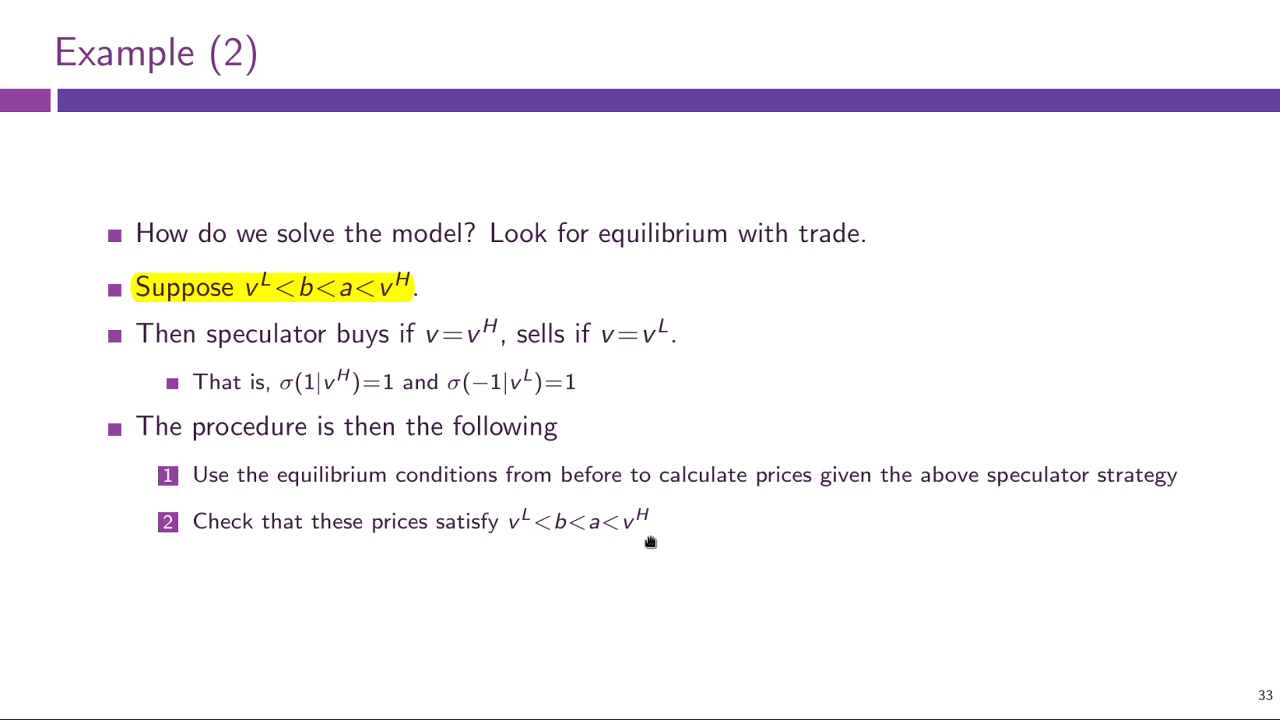 Example (2)
How do we solve the model? Look for equilibrium with trade.
Suppose v^L<b<a<v^H.
Then speculator buys if v=v^H, sells if v=v^L.
That is, σ(1|v^H)=1 and σ(−1|v^L)=1
The procedure is then the following
1 Use the equilibrium conditions from before to calculate prices given the above speculator strategy
2 Check that these prices satisfy v^L<b<a<v^H
33